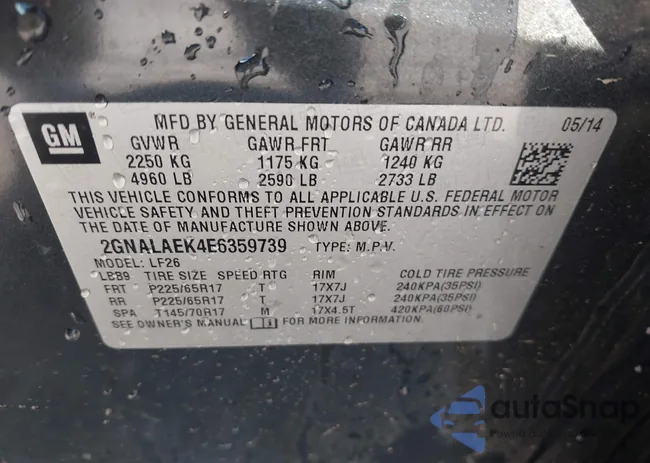 GM
MFD BY GENERAL MOTORS OF CANADA LTD. 05/14
GVWR GAWR FRT GAWR RR
2250 KG 1175 KG 1240 KG
4960 LB 2590 LB 2733 LB
THIS VEHICLE CONFORMS TO ALL APPLICABLE U.S. FEDERAL MOTOR
VEHICLE SAFETY AND THEFT PREVENTION STANDARDS IN EFFECT ON
THE DATE OF MANUFACTURE SHOWN ABOVE.
2GNALAEK4E6359739 TYPE: M.P.V.
MODEL: LF26
TIRE SIZE SPEED RTG RIM COLD TIRE PRESSURE
FRT P225/65R17 T 17X7J 240KPA(35PSI)
RR P225/65R17 T 17X7J 240KPA(35PSI)
SPA T145/70R17 M 17X4.5T 420KPA(60PSI)
SEE OWNER'S MANUAL FOR MORE INFORMATION.
autoSnap